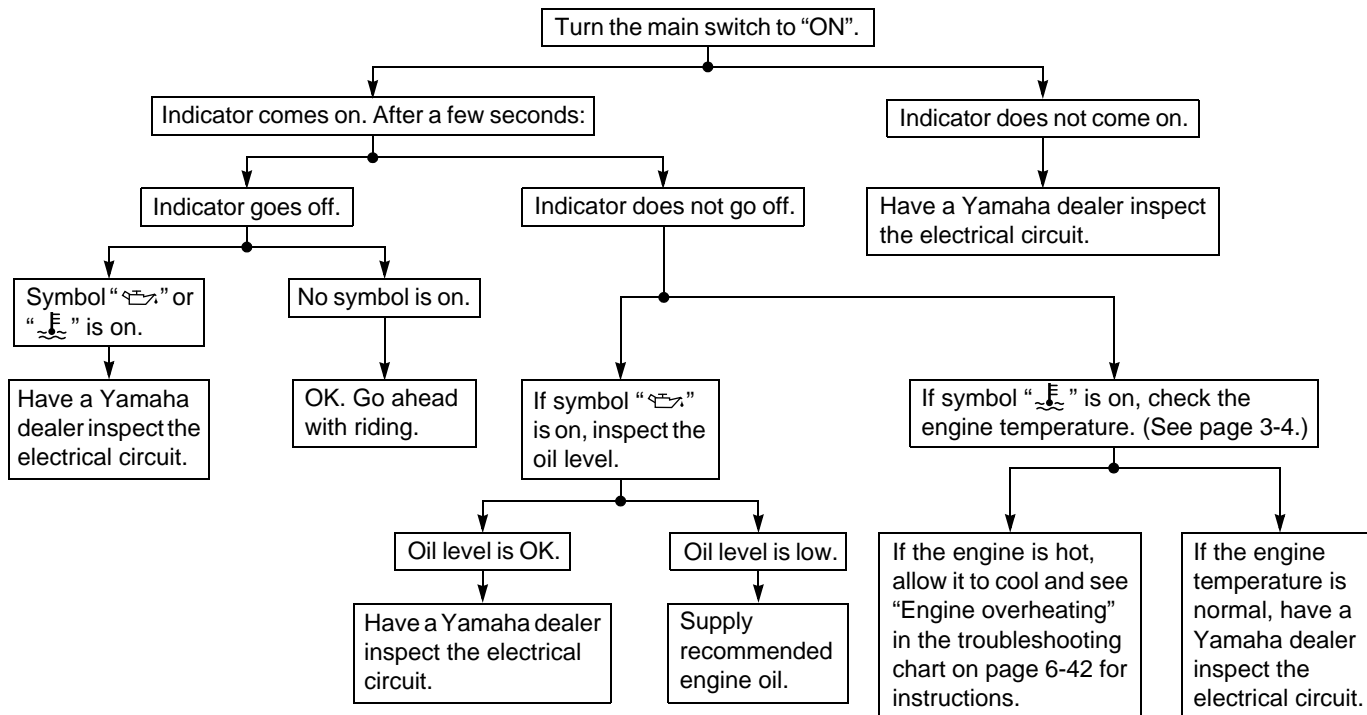 Turn the main switch to “ON”.
Indicator comes on. After a few seconds:
Indicator does not come on.
Indicator goes off.
Indicator does not go off.
Have a Yamaha dealer inspect
the electrical circuit.
Symbol “ ” or
“ ” is on.
No symbol is on.
Have a Yamaha
dealer inspect the
electrical circuit.
OK. Go ahead
with riding.
If symbol “ ”
is on, inspect the
oil level.
If symbol “ ” is on, check the
engine temperature. (See page 3-4.)
Oil level is OK.
Oil level is low.
Have a Yamaha dealer
inspect the electrical
circuit.
Supply
recommended
engine oil.
If the engine is hot,
allow it to cool and see
“Engine overheating”
in the troubleshooting
chart on page 6-42 for
instructions.
If the engine
temperature is
normal, have a
Yamaha dealer
inspect the
electrical circuit.